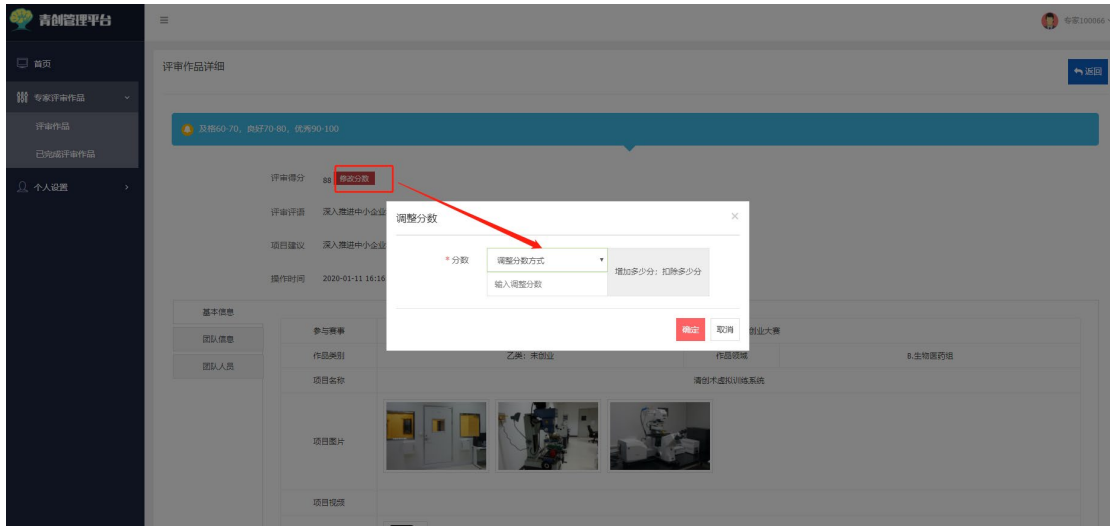 青创管理平台
专家100866
首页
评审作品详细
返回
专家评审作品
评审作品
及格60-70, 良好70-80, 优秀90-100
已完成评审作品
个人设置
评审得分 88 修改分数
评审评语 深入推进中小企业
项目建议 深入推进中小企业
操作时间 2020-01-11 16:16
调整分数 ×
* 分数 调整分数方式
增加多少分; 扣除多少分
输入调整分数
确定 取消
基本信息
团队信息
团队人员
参与赛事 创业大赛
作品类别 乙类: 未创业 作品领域 B.生物医药组
项目名称 清创术虚拟训练系统
项目图片
项目视频